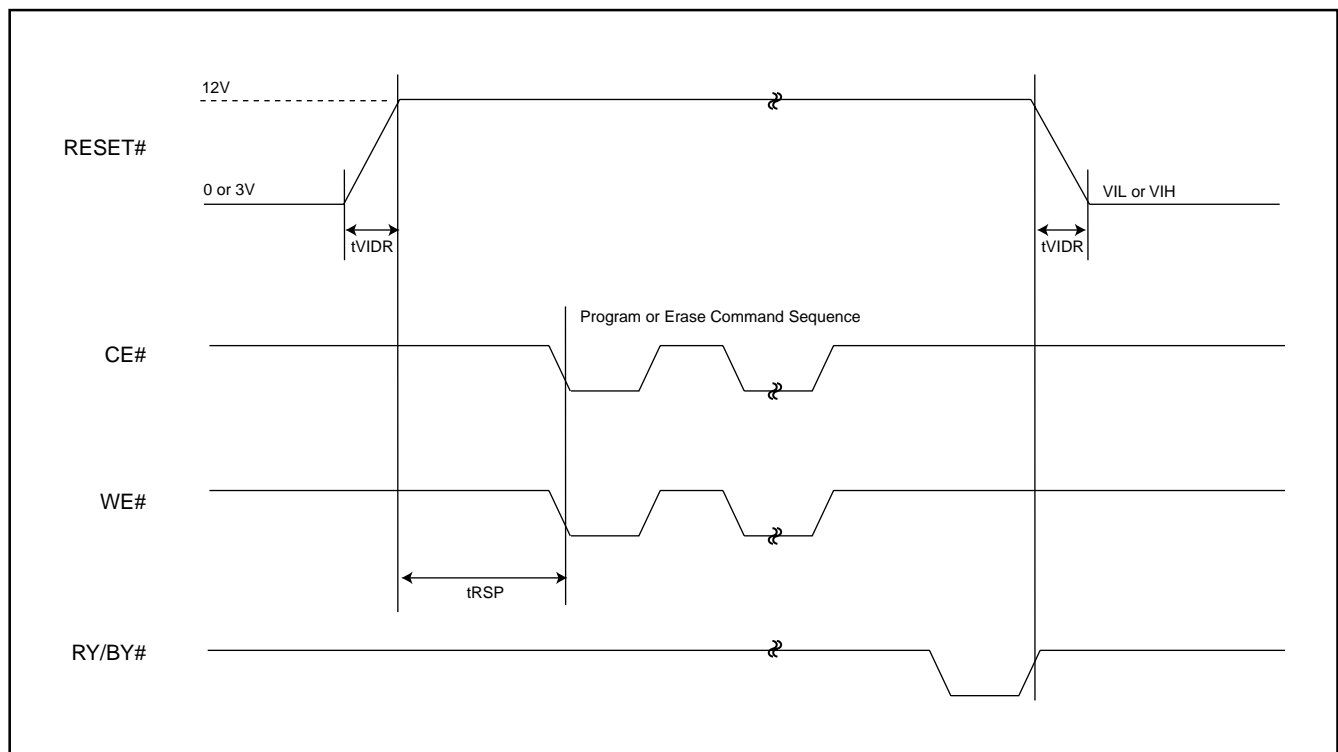 12V
RESET#
0 or 3V
VIL or VIH
tVIDR
tVIDR
Program or Erase Command Sequence
CE#
WE#
tRSP
RY/BY#